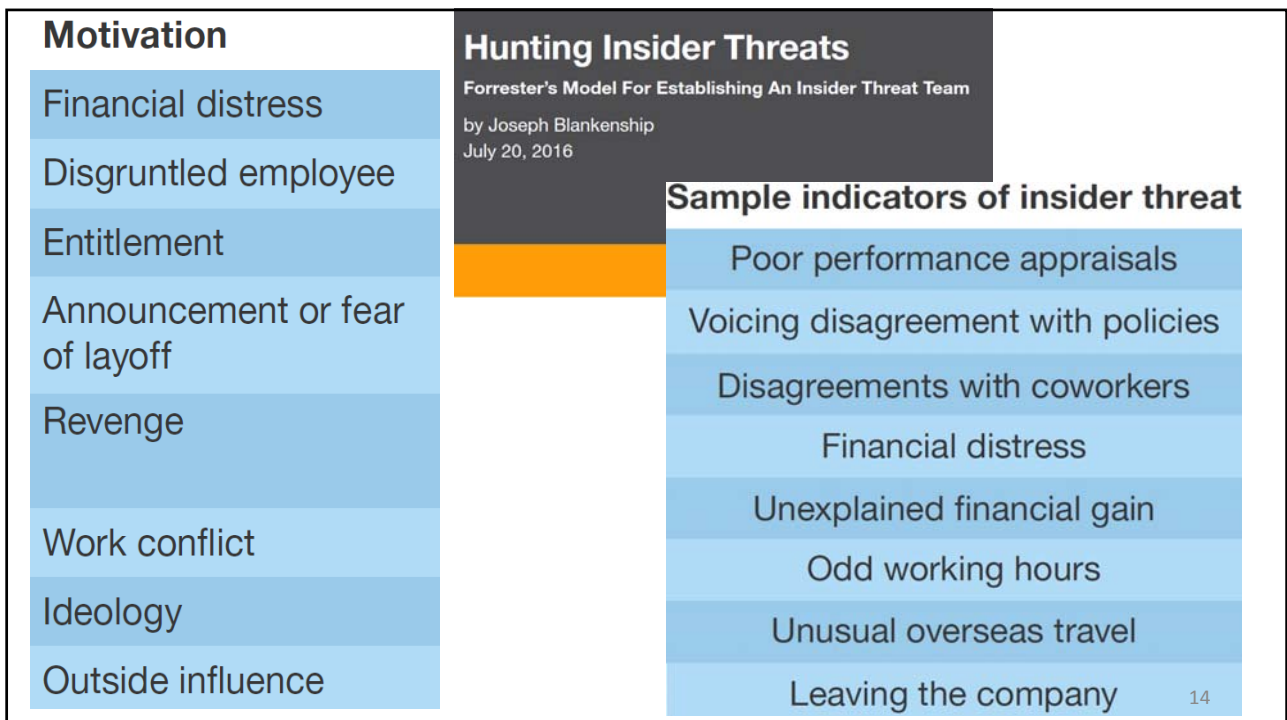 Motivation
Financial distress
Disgruntled employee
Entitlement
Announcement or fear
of layoff
Revenge
Work conflict
Ideology
Outside influence
Hunting Insider Threats
Forrester's Model For Establishing An Insider Threat Team
by Joseph Blankenship
July 20, 2016
Sample indicators of insider threat
Poor performance appraisals
Voicing disagreement with policies
Disagreements with coworkers
Financial distress
Unexplained financial gain
Odd working hours
Unusual overseas travel
Leaving the company
14